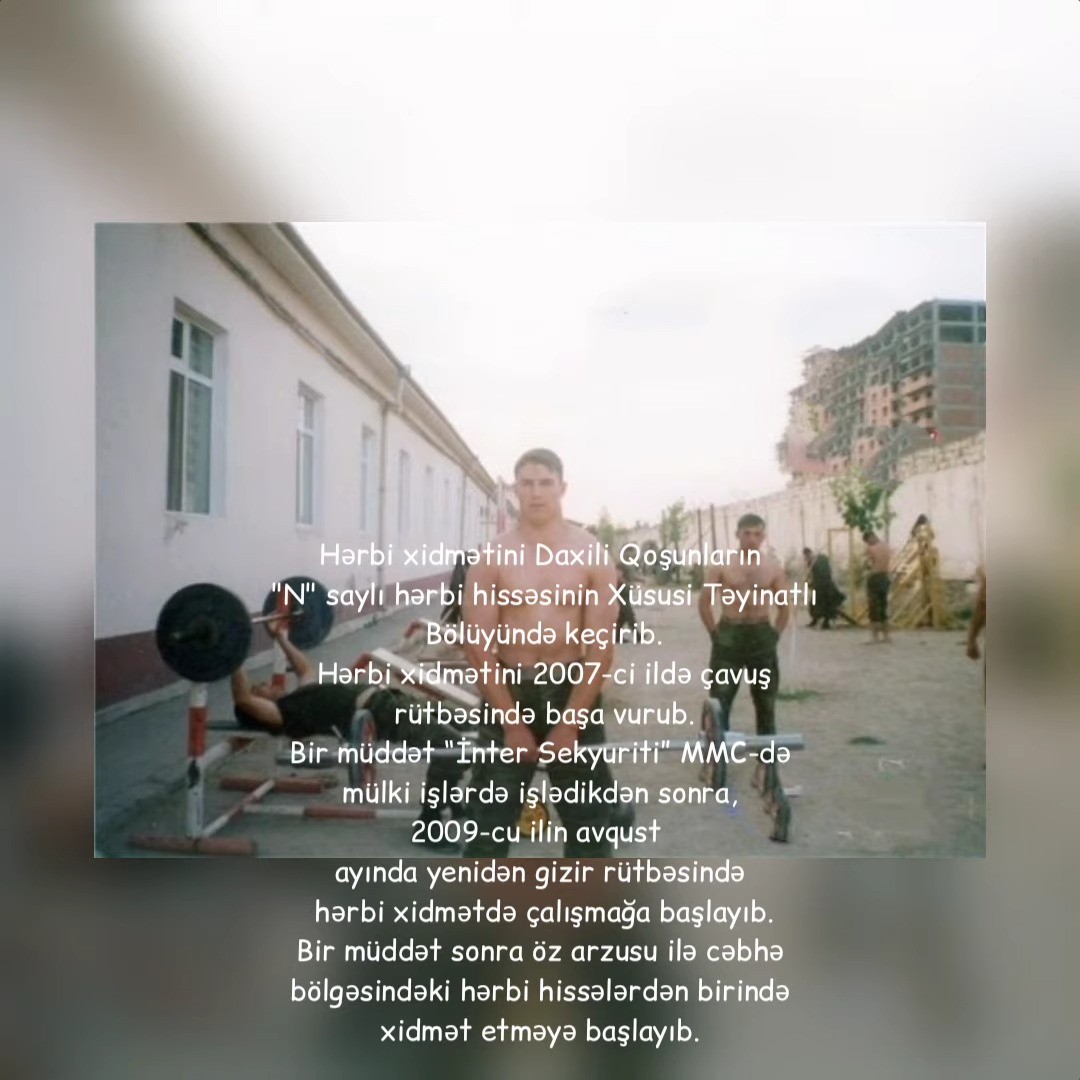 Hərbi xidmətini Daxili Qoşunların
"N" saylı hərbi hissəsinin Xüsusi Təyinatlı
Bölüyündə keçirib.
Hərbi xidmətini 2007-ci ildə çavuş
rütbəsində başa vurub.
Bir müddət "İnter Sekyuriti" MMC-də
mülki işlərdə işlədikdən sonra,
2009-cu ilin avqust
ayında yenidən gizir rütbəsində
hərbi xidmətdə çalışmağa başlayıb.
Bir müddət sonra öz arzusu ilə cəbhə
bölgəsindəki hərbi hissələrdən birində
xidmət etməyə başlayıb.